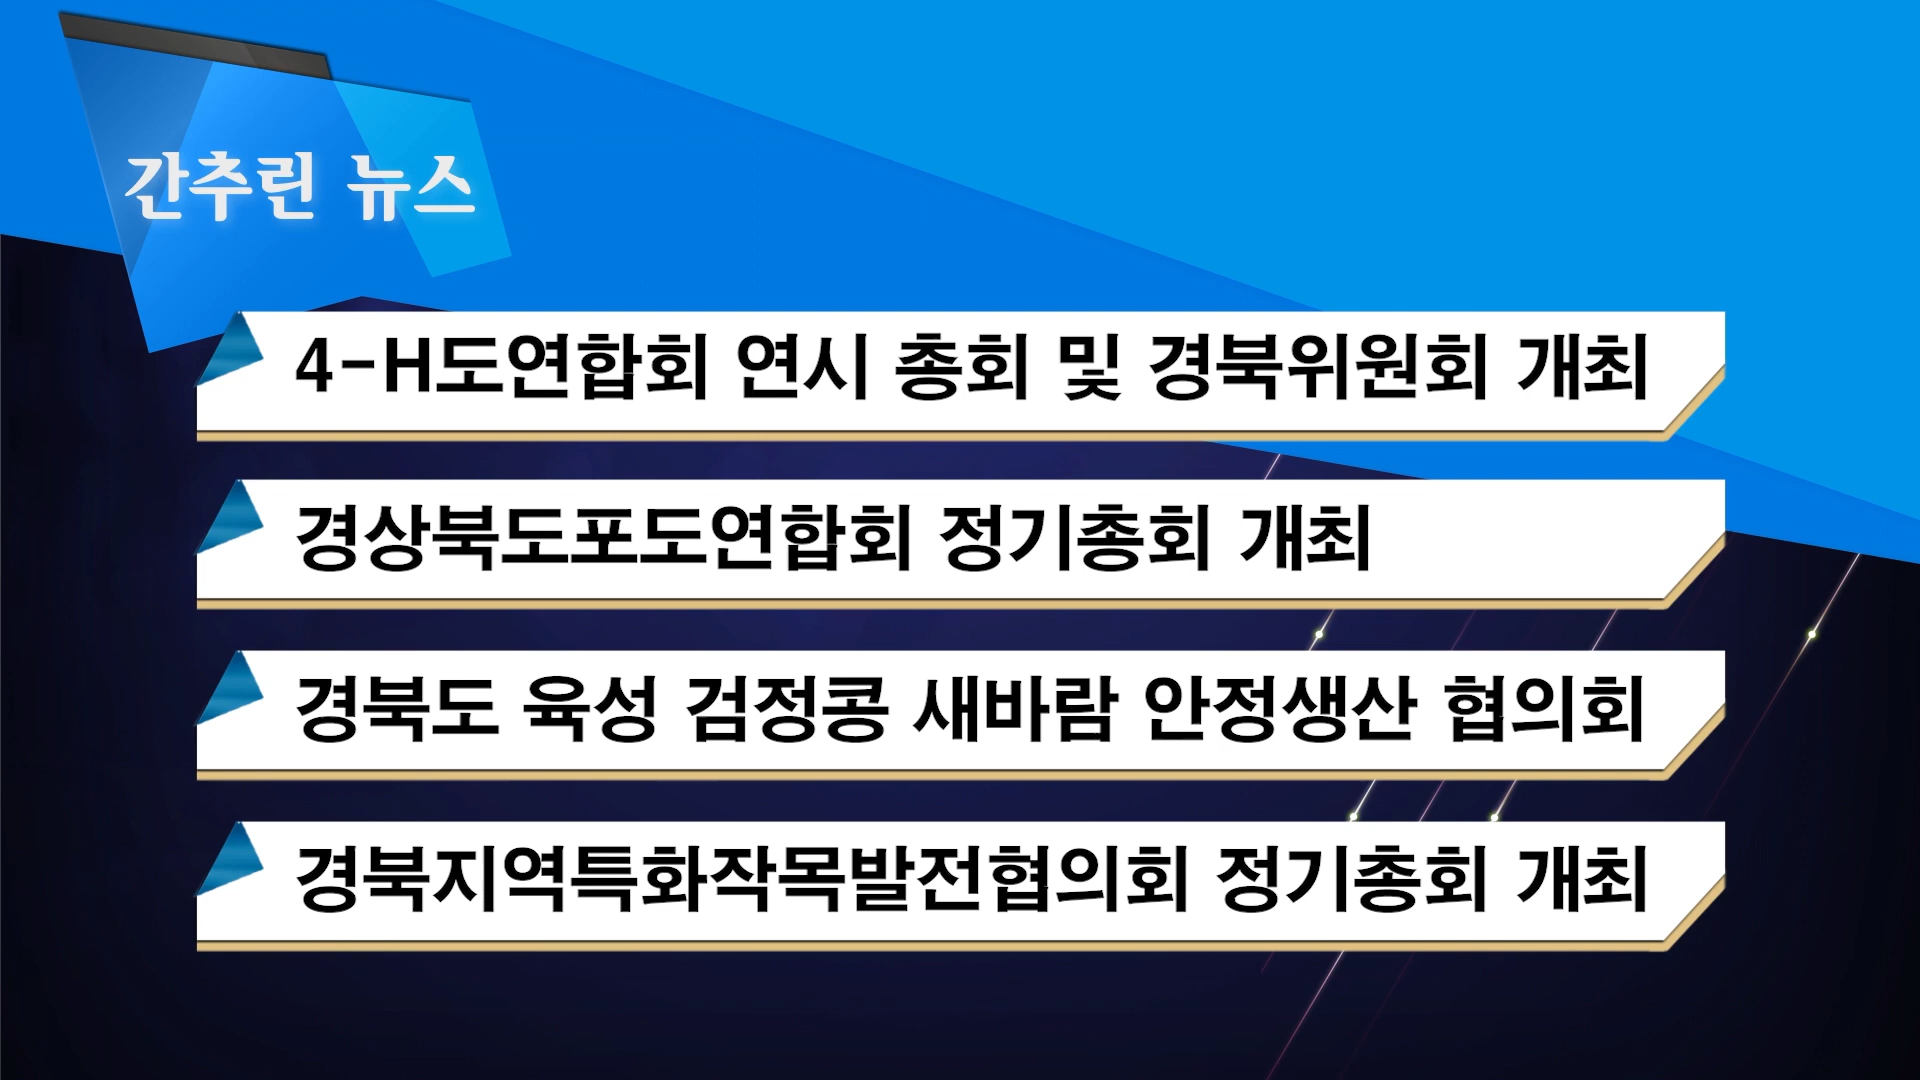 간추린 뉴스
4-H도연합회 연시 총회 및 경북위원회 개최
경상북도포도연합회 정기총회 개최
경북도 육성 검정콩 새바람 안정생산 협의회
경북지역특화작목발전협의회 정기총회 개최